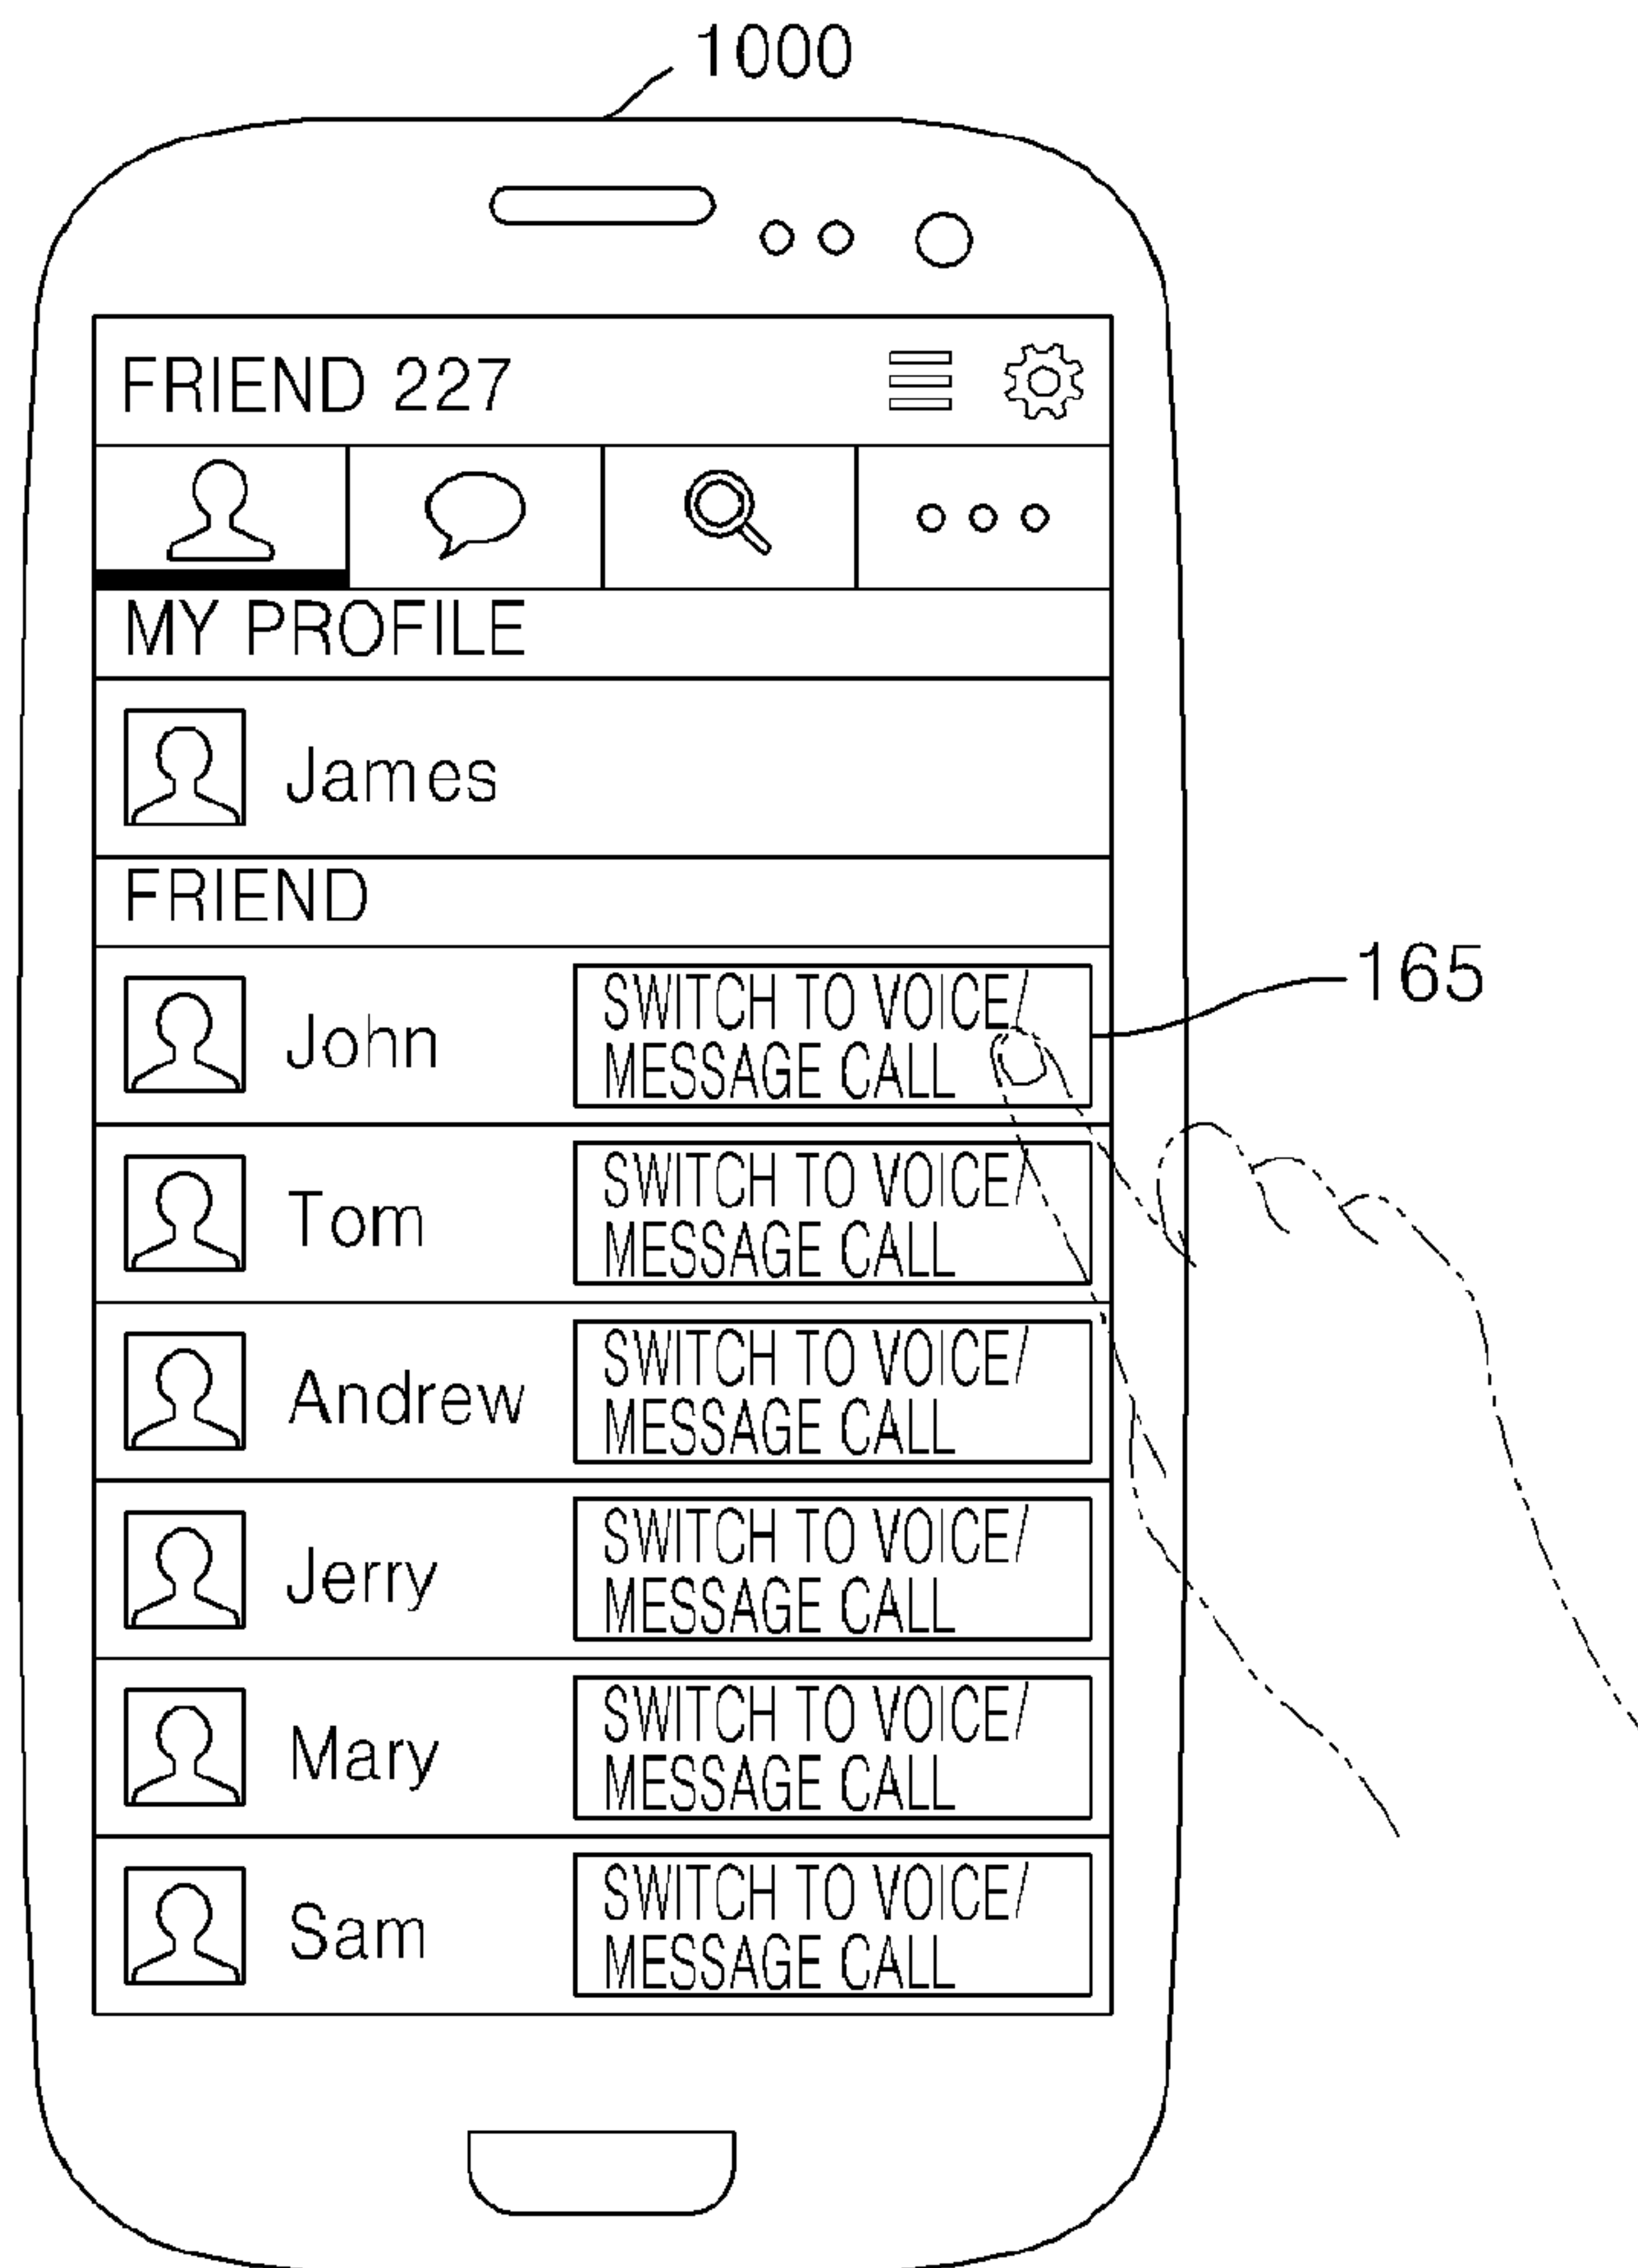 1000
FRIEND 227
MY PROFILE
James
FRIEND
John
SWITCH TO VOICE/
MESSAGE CALL
165
Tom
SWITCH TO VOICE/
MESSAGE CALL
Andrew
SWITCH TO VOICE/
MESSAGE CALL
Jerry
SWITCH TO VOICE/
MESSAGE CALL
Mary
SWITCH TO VOICE/
MESSAGE CALL
Sam
SWITCH TO VOICE/
MESSAGE CALL